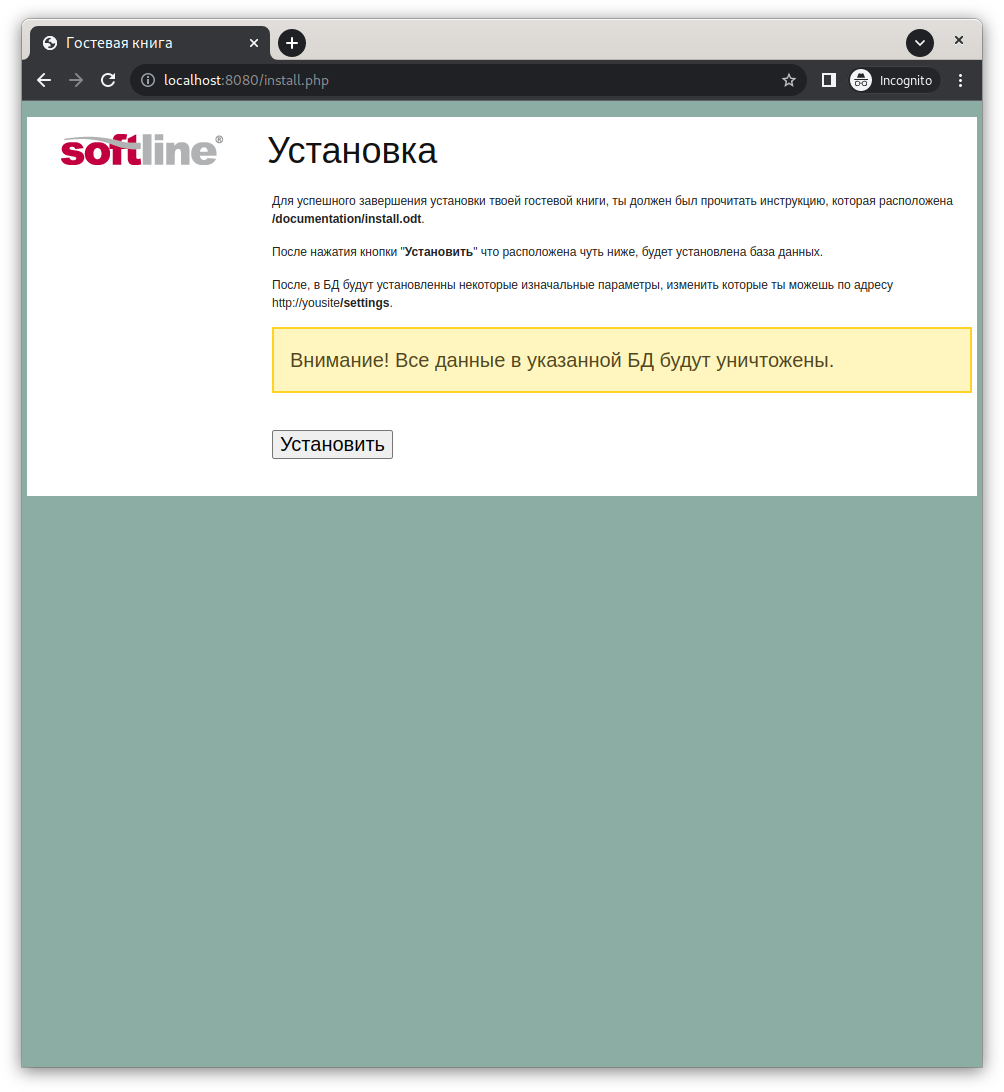 Гостевая книга
localhost:8080/install.php
Incognito
softline®
Установка
Для успешного завершения установки твоей гостевой книги, ты должен был прочитать инструкцию, которая расположена
/documentation/install.odt.
После нажатия кнопки "Установить" что расположена чуть ниже, будет установлена база данных.
После, в БД будут установленны некоторые изначальные параметры, изменить которые ты можешь по адресу
http://yousite/settings.
Внимание! Все данные в указанной БД будут уничтожены.
Установить